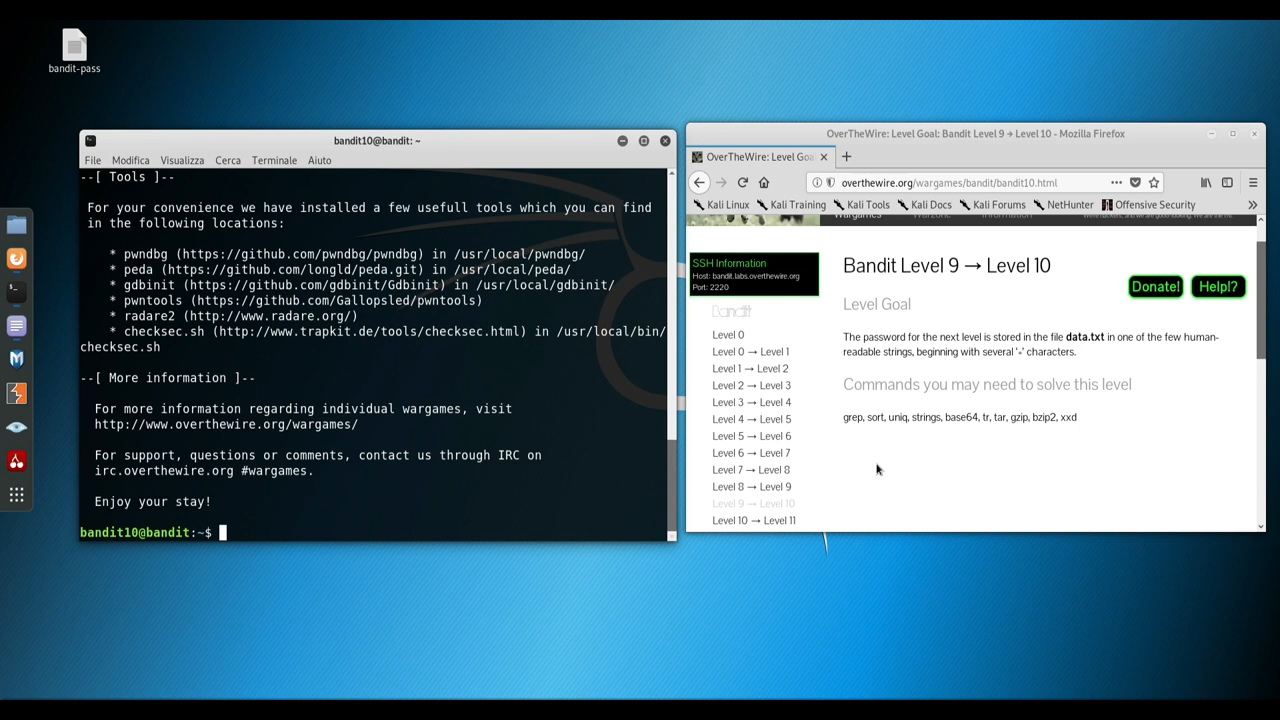 bandit-pass
bandit10@bandit: ~
File Modifica Visualizza Cerca Terminale Aiuto
--[ Tools ]--
For your convenience we have installed a few usefull tools which you can find
in the following locations:
* pwndbg (https://github.com/pwndbg/pwndbg) in /usr/local/pwndbg/
* peda (https://github.com/longld/peda.git) in /usr/local/peda/
* gdbinit (https://github.com/gdbinit/Gdbinit) in /usr/local/gdbinit/
* pwntools (https://github.com/Gallopsled/pwntools)
* radare2 (http://www.radare.org/)
* checksec.sh (http://www.trapkit.de/tools/checksec.html) in /usr/local/bin/
checksec.sh
--[ More information ]--
For more information regarding individual wargames, visit
http://www.overthewire.org/wargames/
For support, questions or comments, contact us through IRC on
irc.overthewire.org #wargames.
Enjoy your stay!
bandit10@bandit:~$
OverTheWire: Level Goal: Bandit Level 9 → Level 10 - Mozilla Firefox
OverTheWire: Level Goa
overthewire.org/wargames/bandit/bandit10.html
Kali Linux Kali Training Kali Tools Kali Docs Kali Forums NetHunter Offensive Security
Wargames Warzone Information
SSH Information
Host: bandit.labs.overthewire.org
Port: 2220
Bandit
Level 0
Level 0 → Level 1
Level 1 → Level 2
Level 2 → Level 3
Level 3 → Level 4
Level 4 → Level 5
Level 5 → Level 6
Level 6 → Level 7
Level 7 → Level 8
Level 8 → Level 9
Level 9 → Level 10
Level 10 → Level 11
Bandit Level 9 → Level 10
Donate! Help!?
Level Goal
The password for the next level is stored in the file data.txt in one of the few human-
readable strings, beginning with several '=' characters.
Commands you may need to solve this level
grep, sort, uniq, strings, base64, tr, tar, gzip, bzip2, xxd